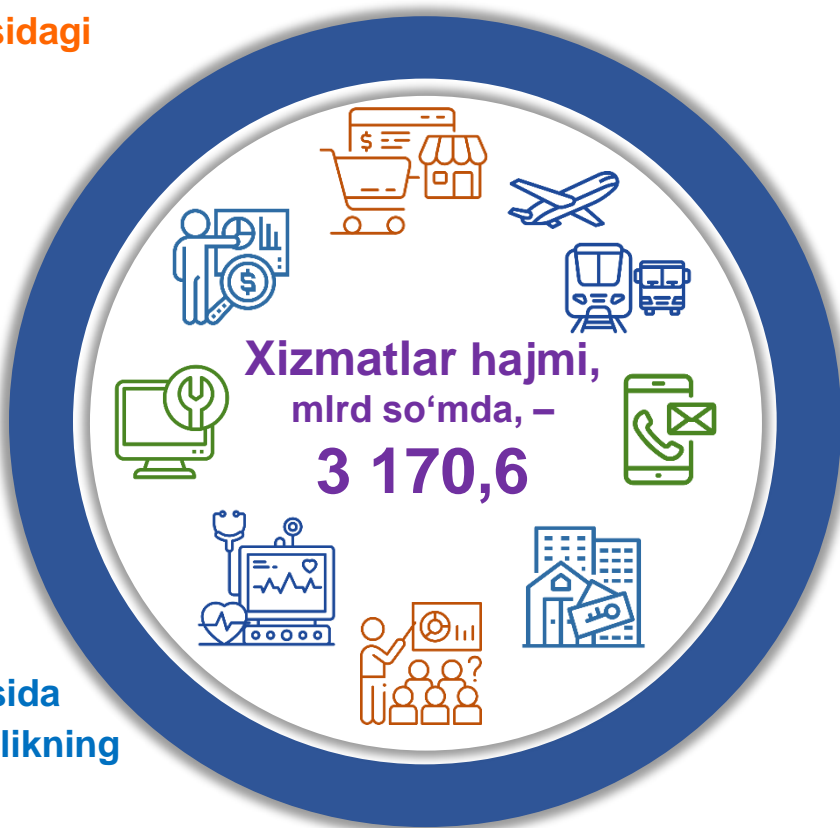 sidagi
Xizmatlar hajmi,
mlrd so‘mda, –
3 170,6
sida
likning